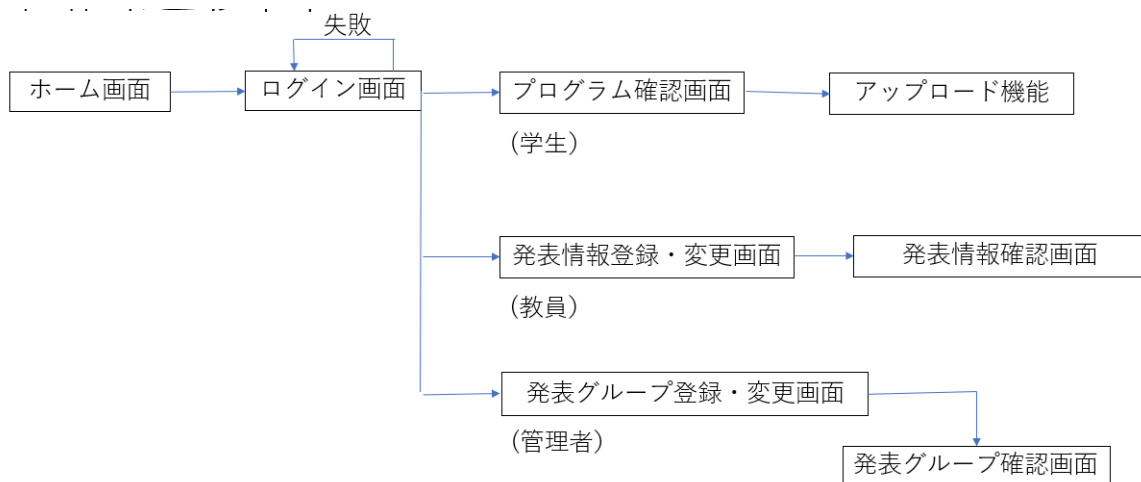 失敗
ホーム画面
ログイン画面
プログラム確認画面
アップロード機能
(学生)
発表情報登録・変更画面
発表情報確認画面
(教員)
発表グループ登録・変更画面
(管理者)
発表グループ確認画面